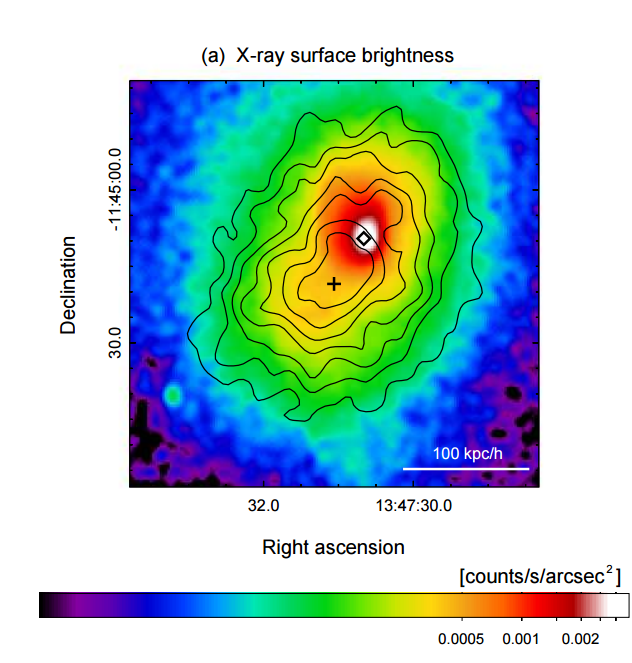 (a) X-ray surface brightness
-11:45:00.0
30.0
Declination
100 kpc/h
32.0 13:47:30.0
Right ascension
[counts/s/arcsec²]
0.0005 0.001 0.002